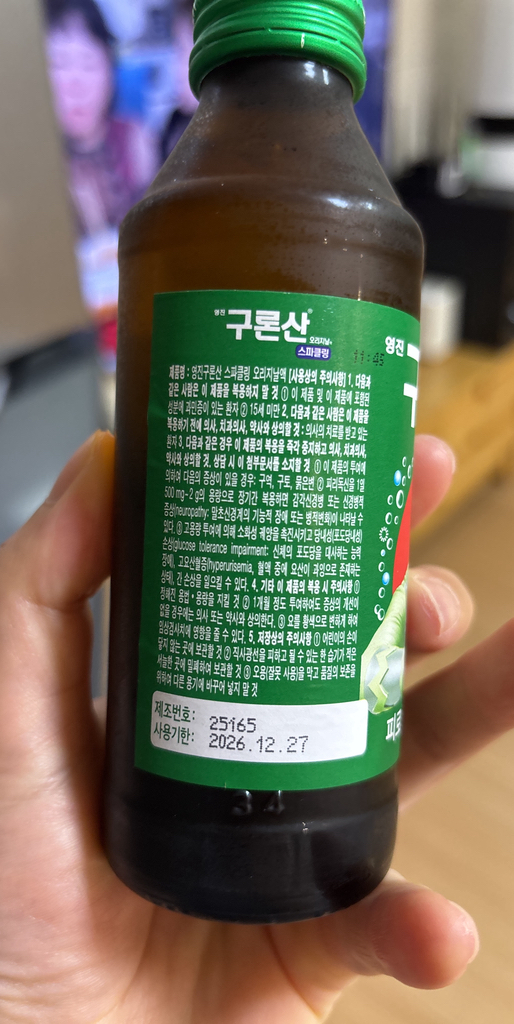 영진 구론산® 오리지널액
스파클링
11:45
제품명 : 영진구론산 스파클링 오리지널액 [사용상의 주의사항] 1. 다음과
같은 사람은 이 제품을 복용하지 말 것 ① 이 제품 및 이 제품에 포함된
성분에 과민증이 있는 환자 ② 15세 미만 2. 다음과 같은 사람은 이 제품을
복용하기 전에 의사, 치과의사, 약사와 상의할 것 : 의사의 치료를 받고 있는
환자 3. 다음과 같은 경우 이 제품의 복용을 즉각 중지하고 의사, 치과의사,
약사와 상의할 것. 상담 시 이 첨부문서를 소지할 것 ① 이 제품의 투여에
의하여 다음의 증상이 있을 경우: 구역, 구토, 묽은변 ② 피리독신을 1일
500 mg~2 g의 용량으로 장기간 복용하면 감각신경병 또는 신경병적
증상(neuropathy: 말초신경계의 기능적 장애 또는 병적변화)이 나타날 수
있다. ③ 고용량 투여에 의해 소화성 궤양을 촉진시키고 당내성(포도당내성)
손상(glucose tolerance impairment: 신체의 포도당을 대사하는 능력
장애), 고요산혈증(hyperurisemia, 혈액 중에 요산이 과잉으로 존재하는
상태), 간 손상을 일으킬 수 있다. 4. 기타 이 제품의 복용 시 주의사항 ①
정해진 용법·용량을 지킬 것 ② 1개월 정도 투여하여도 증상의 개선이
없을 경우에는 의사 또는 약사와 상의한다. ③ 요를 황색으로 변하게 하여
임상검사치에 영향을 줄 수 있다. 5. 저장상의 주의사항 ① 어린이의 손이
닿지 않는 곳에 보관할 것 ② 직사광선을 피하고 될 수 있는 한 습기가 적은
서늘한 곳에 밀폐하여 보관할 것 ③ 오용(잘못 사용)을 막고 품질의 보존을
위하여 다른 용기에 바꾸어 넣지 말 것
제조번호: 25165
사용기한: 2026.12.27
34
영진
피로